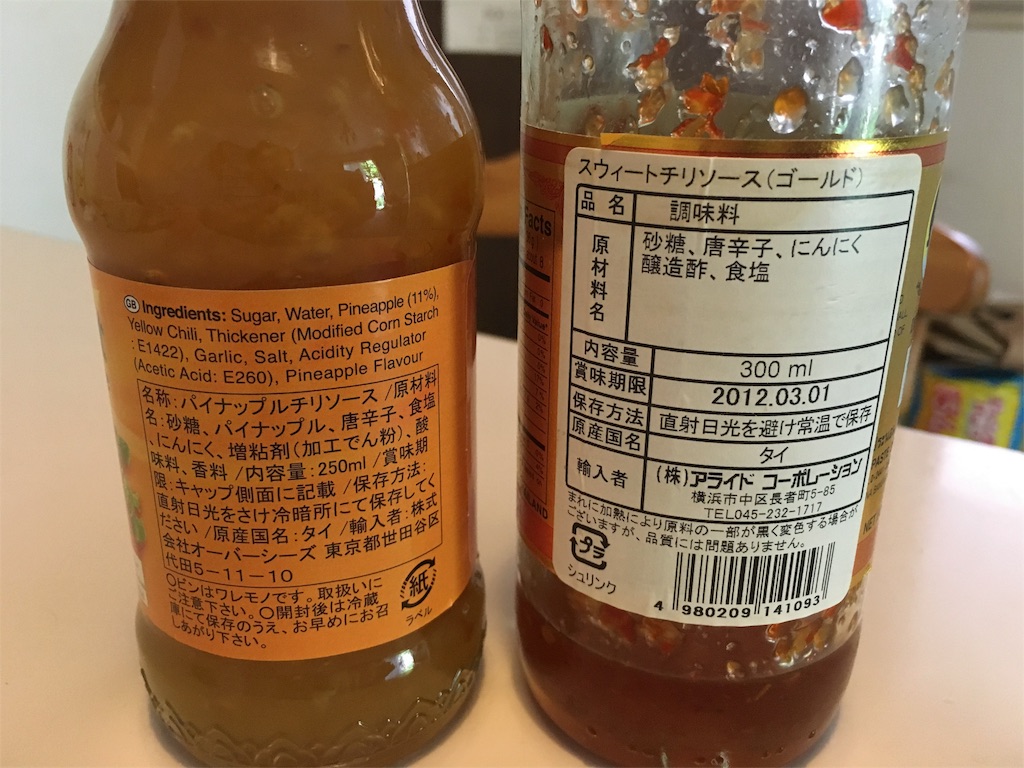 GB Ingredients: Sugar, Water, Pineapple (11%),
Yellow Chili, Thickener (Modified Corn Starch
: E1422), Garlic, Salt, Acidity Regulator
(Acetic Acid: E260), Pineapple Flavour
名称:パイナップルチリソース/原材料
名:砂糖、パイナップル、唐辛子、食塩
、にんにく、増粘剤(加工でん粉)、酸
味料、香料/内容量:250ml/賞味期
限:キャップ側面に記載/保存方法:
直射日光をさけ冷暗所にて保存してく
ださい/原産国名:タイ/輸入者:株式
会社オーバーシーズ 東京都世田谷区
代田5-11-10
〇ビンはワレモノです。取扱いに
ご注意下さい。〇開封後は冷蔵
庫にて保存のうえ、お早めにお召
しあがり下さい。
紙
ラベル
Facts
スウィートチリソース(ゴールド)
品名 調味料
原材料名 砂糖、唐辛子、にんにく
醸造酢、食塩
内容量 300 ml
賞味期限 2012.03.01
保存方法 直射日光を避け常温で保存
原産国名 タイ
輸入者 (株)アライド コーポレーション
横浜市中区長者町5-85
TEL045-232-1717
まれに加熱により原料の一部が黒く変色する場合が
ございますが、品質には問題ありません。
プラ
シュリンク
4 980209 141093